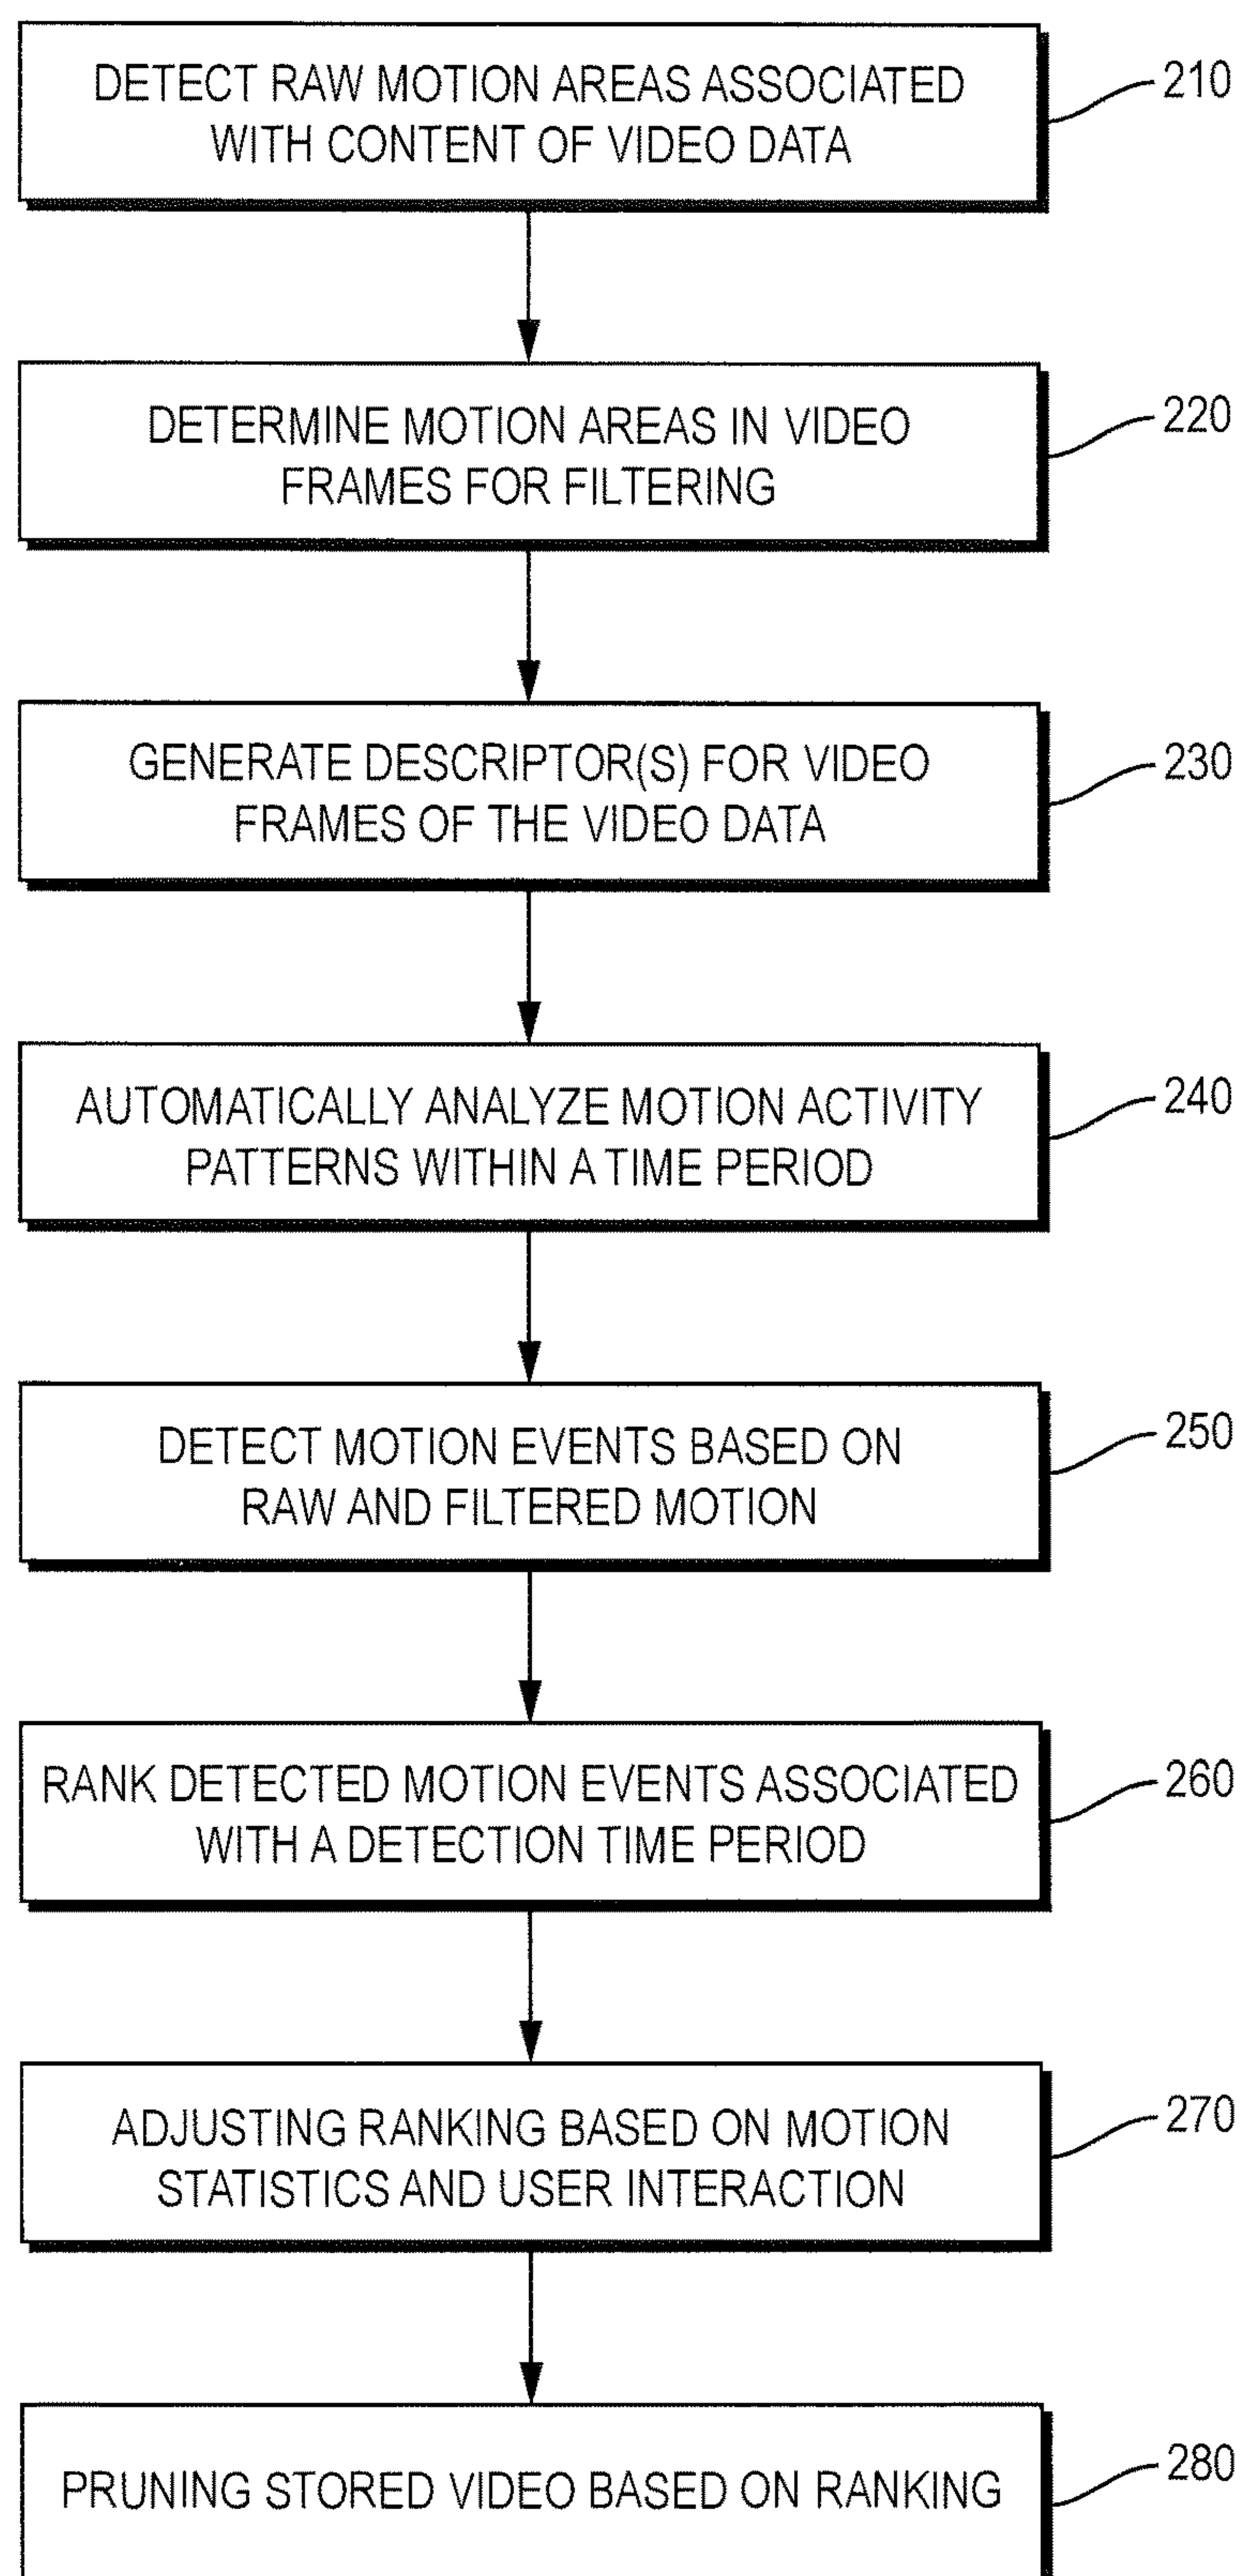 DETECT RAW MOTION AREAS ASSOCIATED
WITH CONTENT OF VIDEO DATA
210
DETERMINE MOTION AREAS IN VIDEO
FRAMES FOR FILTERING
220
GENERATE DESCRIPTOR(S) FOR VIDEO
FRAMES OF THE VIDEO DATA
230
AUTOMATICALLY ANALYZE MOTION ACTIVITY
PATTERNS WITHIN A TIME PERIOD
240
DETECT MOTION EVENTS BASED ON
RAW AND FILTERED MOTION
250
RANK DETECTED MOTION EVENTS ASSOCIATED
WITH A DETECTION TIME PERIOD
260
ADJUSTING RANKING BASED ON MOTION
STATISTICS AND USER INTERACTION
270
PRUNING STORED VIDEO BASED ON RANKING
280